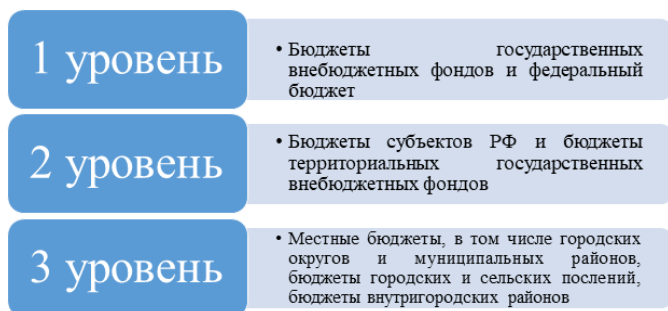 1 уровень
• Бюджеты государственных
внебюджетных фондов и федеральный
бюджет
2 уровень
• Бюджеты субъектов РФ и бюджеты
территориальных государственных
внебюджетных фондов
3 уровень
• Местные бюджеты, в том числе городских
округов и муниципальных районов,
бюджеты городских и сельских послений,
бюджеты внутригородских районов